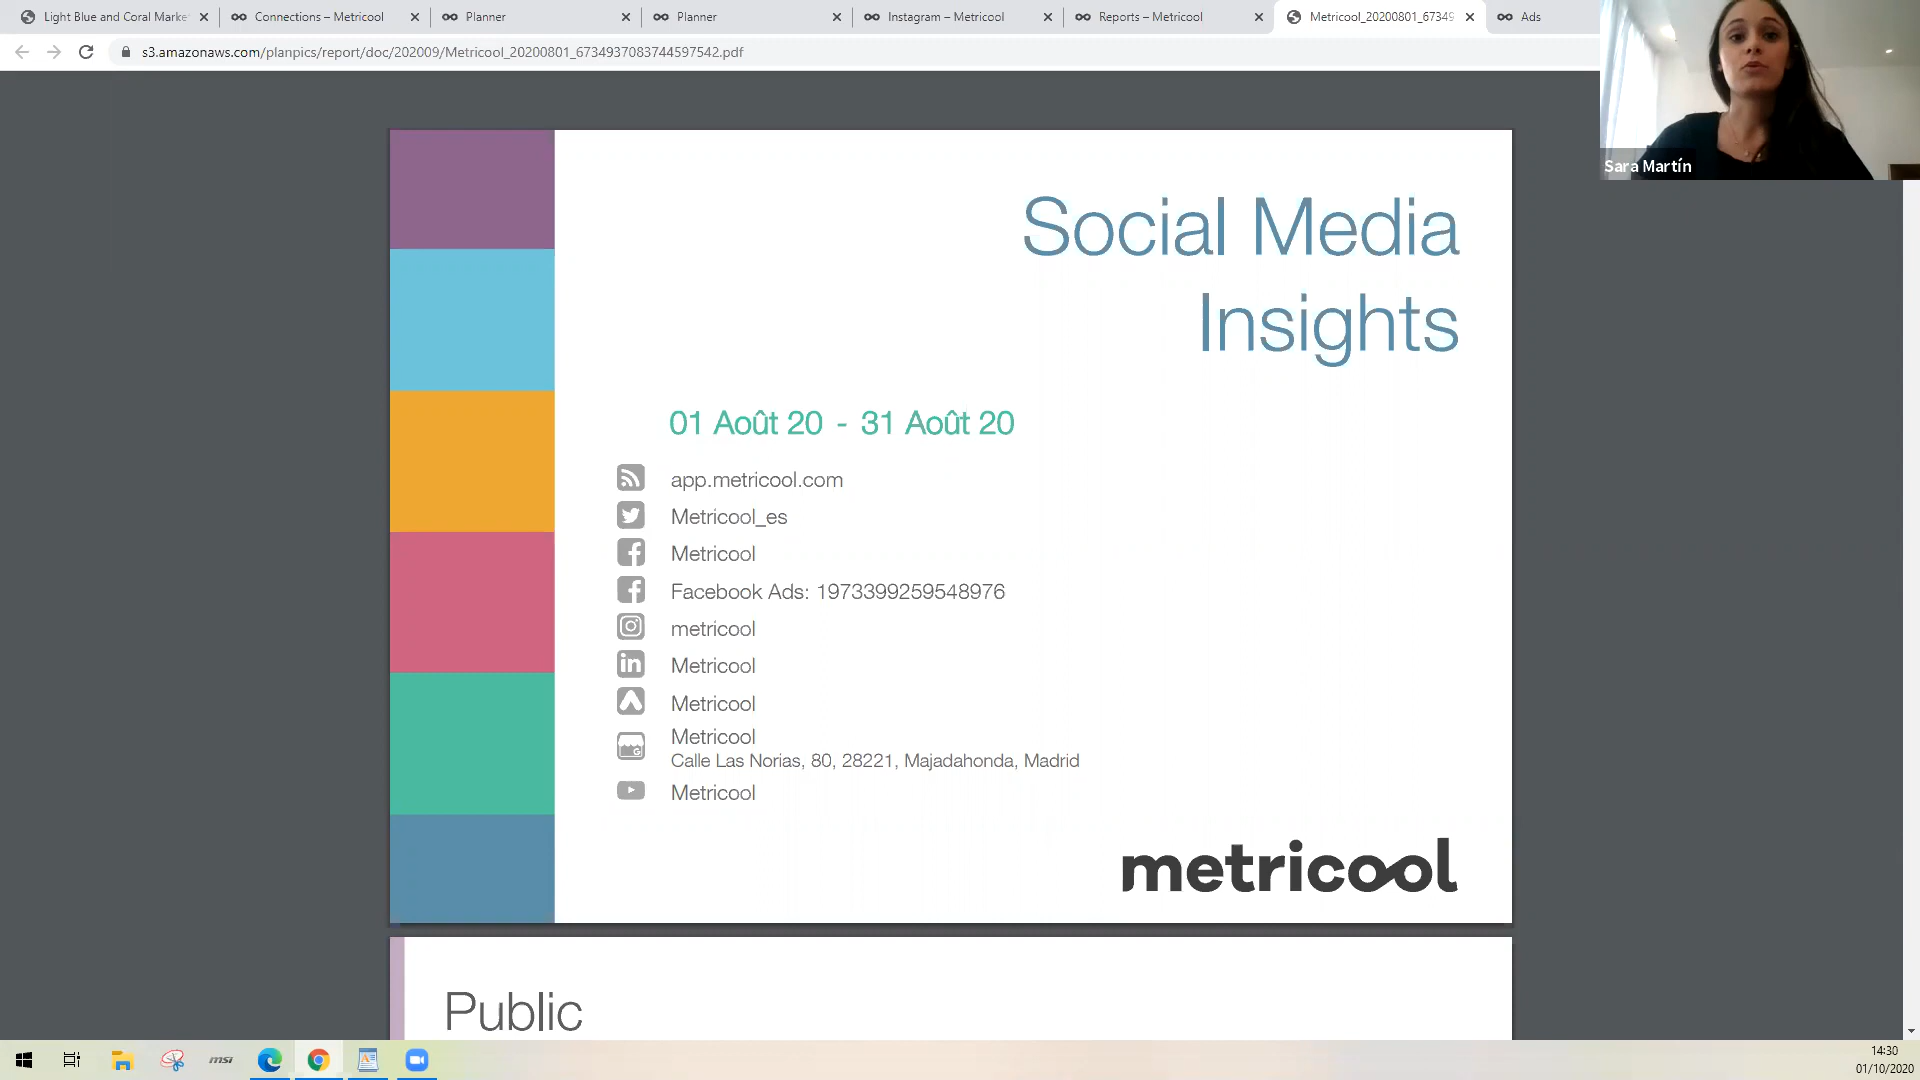 Light Blue and Coral Marke
Connections – Metricool
Planner
Planner
Instagram – Metricool
Reports – Metricool
Metricool_20200801_67349
Ads
s3.amazonaws.com/planpics/report/doc/202009/Metricool_20200801_6734937083744597542.pdf
Sara Martín
Social Media
Insights
01 Août 20 - 31 Août 20
app.metricool.com
Metricool_es
Metricool
Facebook Ads: 1973399259548976
metricool
Metricool
Metricool
Metricool
Calle Las Norias, 80, 28221, Majadahonda, Madrid
Metricool
metricool
Public
msi
14:30
01/10/2020